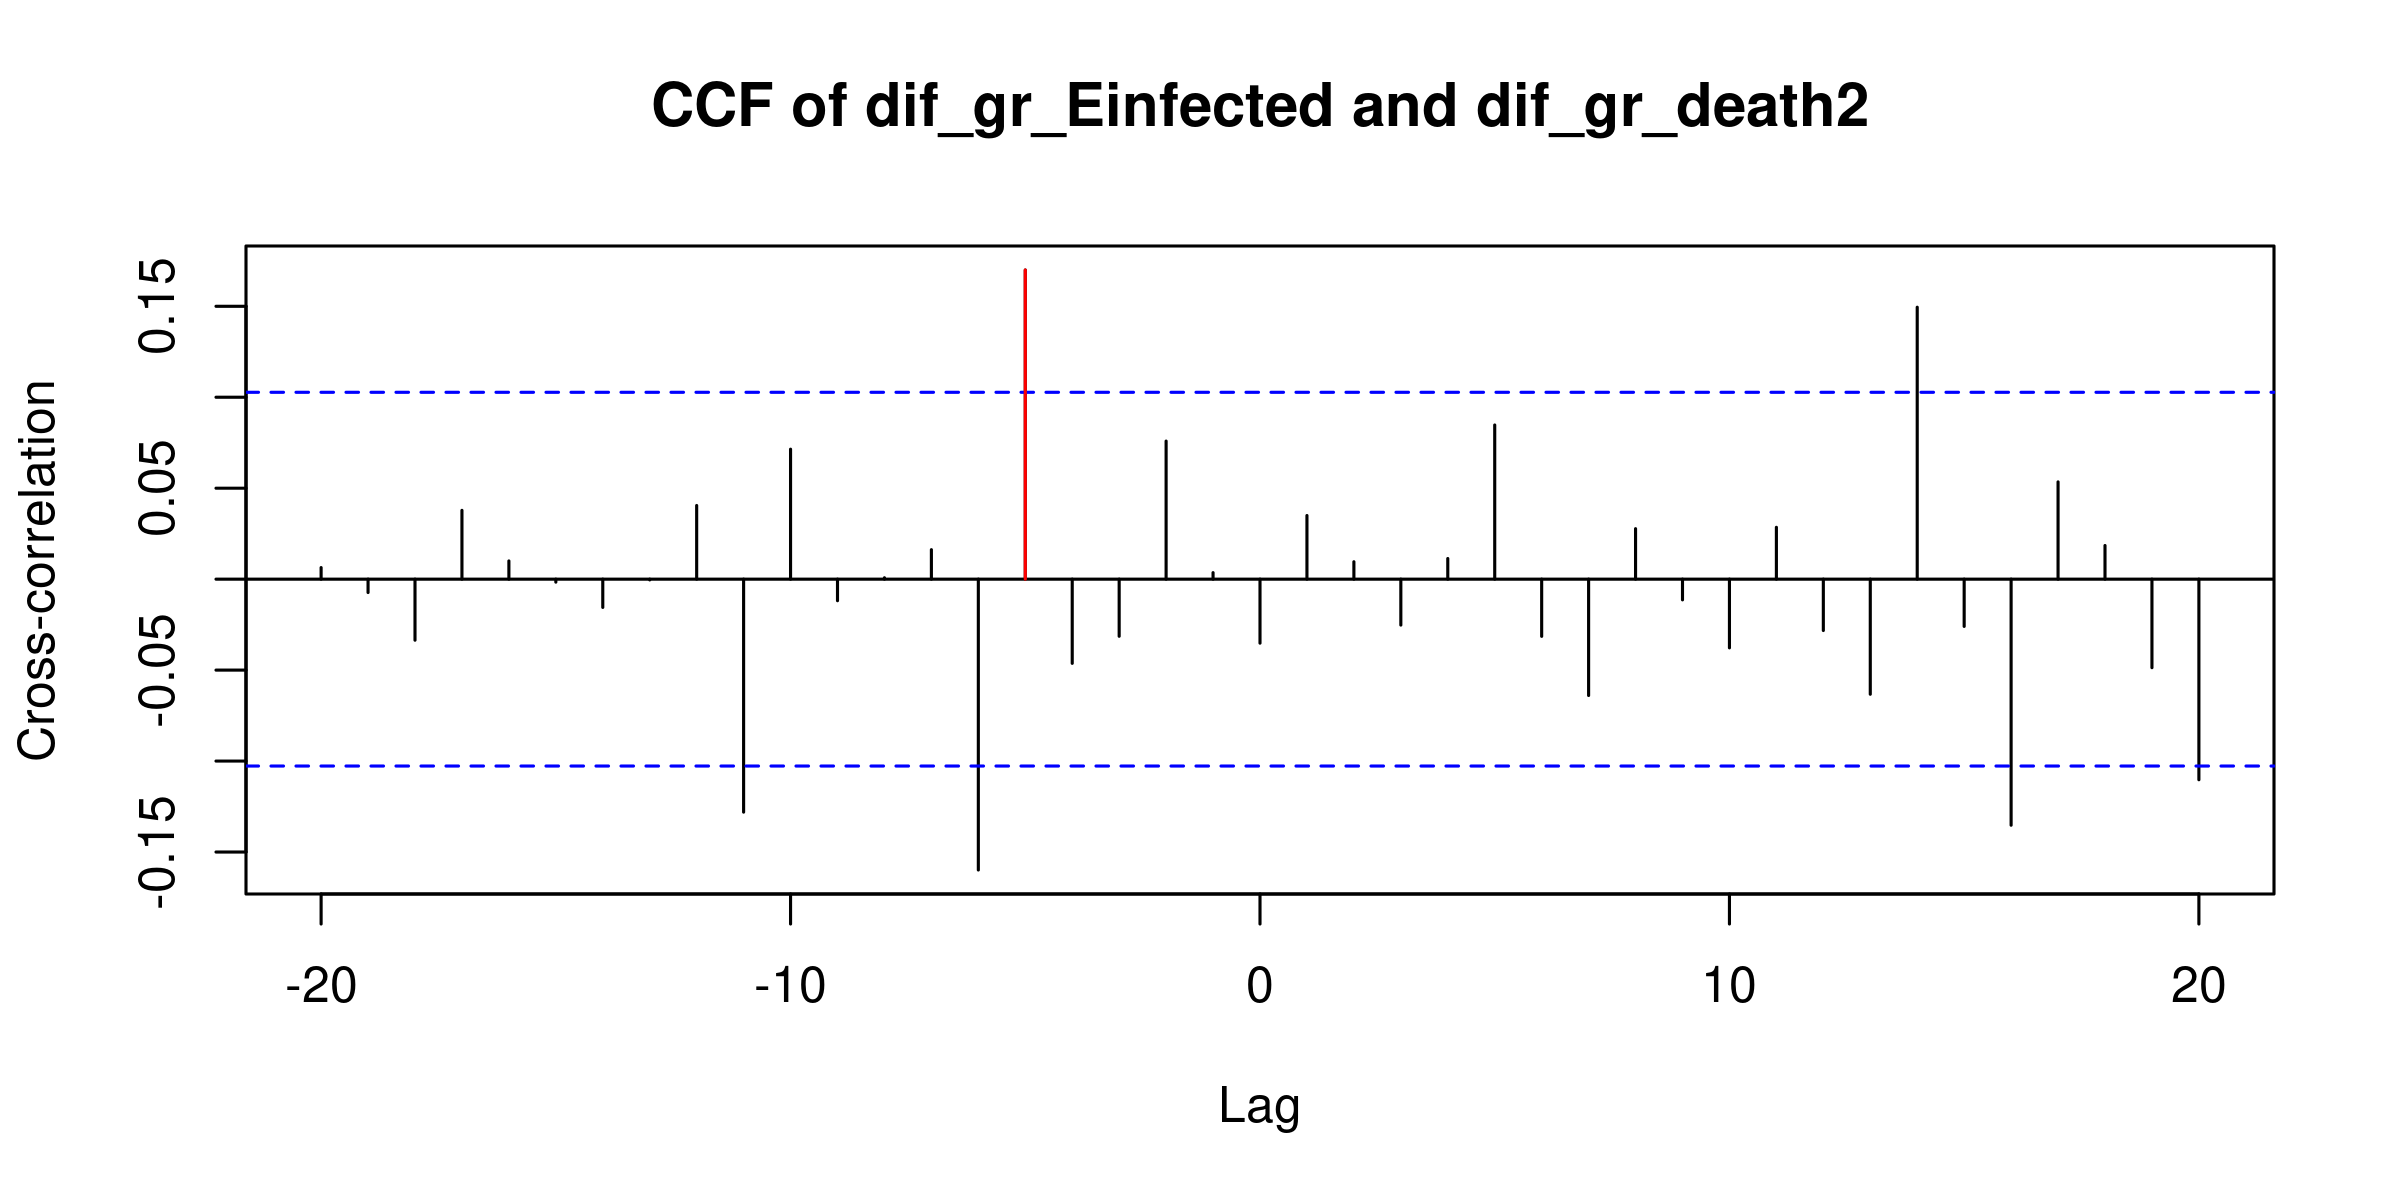 CCF of dif_gr_Einfected and dif_gr_death2
Cross-correlation
0.15
0.05
-0.05
-0.15
-20 -10 0 10 20
Lag